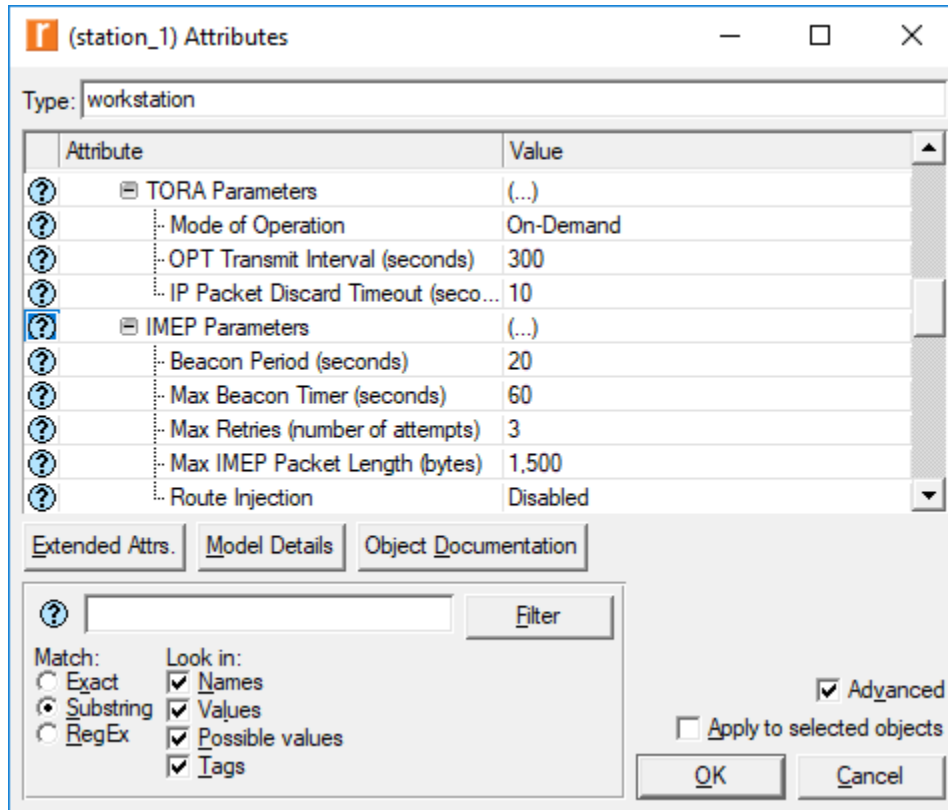 (station_1) Attributes
Type: workstation
Attribute Value
TORA Parameters (...)
Mode of Operation On-Demand
OPT Transmit Interval (seconds) 300
IP Packet Discard Timeout (seco... 10
IMEP Parameters (...)
Beacon Period (seconds) 20
Max Beacon Timer (seconds) 60
Max Retries (number of attempts) 3
Max IMEP Packet Length (bytes) 1,500
Route Injection Disabled
Extended Attrs. Model Details Object Documentation
Filter
Match: Look in:
Exact Names
Substring Values
RegEx Possible values
Tags
Advanced
Apply to selected objects
OK Cancel